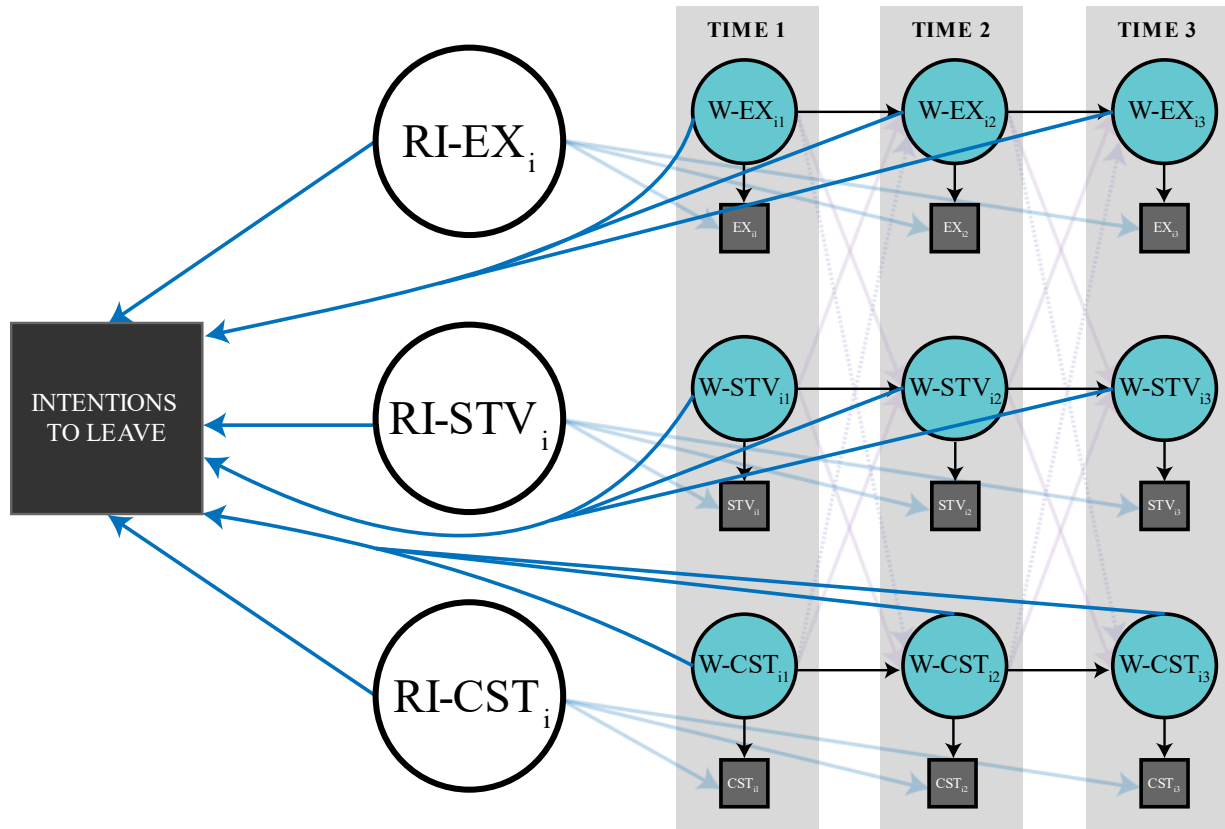 TIME 1
TIME 2
TIME 3
RI-EXᵢ
W-EXᵢ₁
W-EXᵢ₂
W-EXᵢ₃
EXᵢ₁
EXᵢ₂
EXᵢ₃
INTENTIONS
TO LEAVE
RI-STVᵢ
W-STVᵢ₁
W-STVᵢ₂
W-STVᵢ₃
STVᵢ₁
STVᵢ₂
STVᵢ₃
RI-CSTᵢ
W-CSTᵢ₁
W-CSTᵢ₂
W-CSTᵢ₃
CSTᵢ₁
CSTᵢ₂
CSTᵢ₃